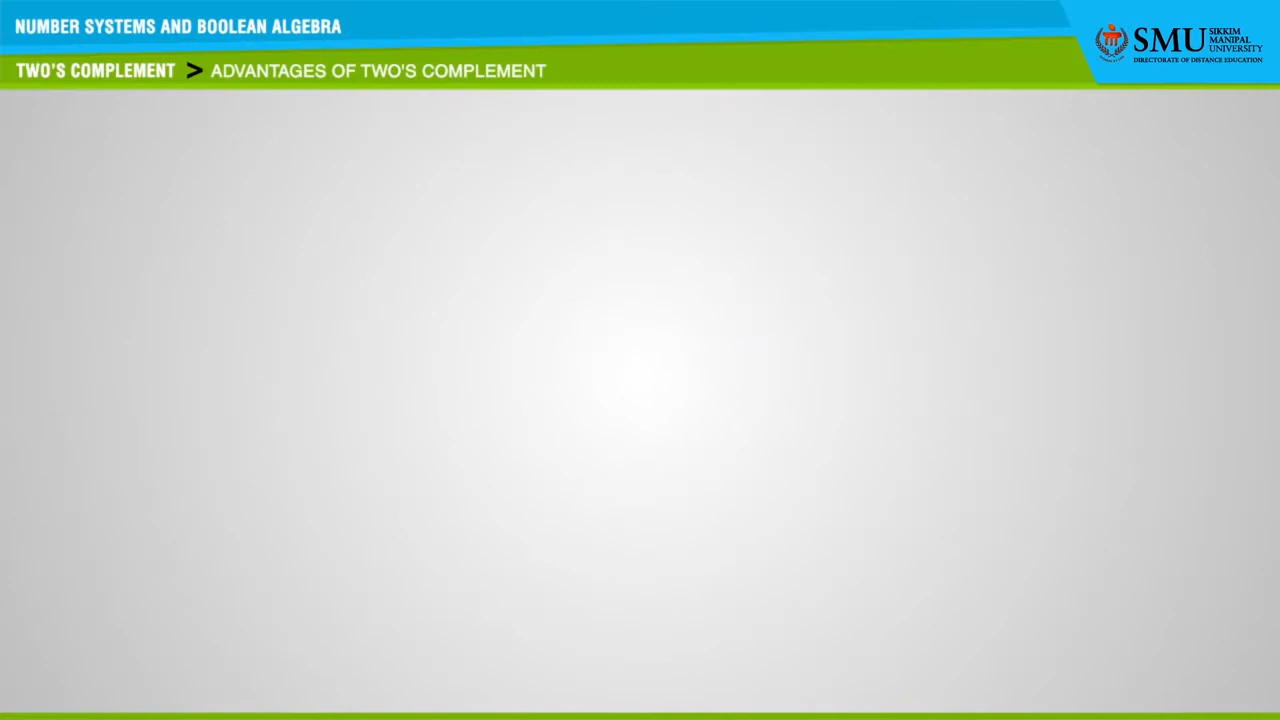 NUMBER SYSTEMS AND BOOLEAN ALGEBRA
TWO'S COMPLEMENT > ADVANTAGES OF TWO'S COMPLEMENT
SMU SIKKIM MANIPAL UNIVERSITY
DIRECTORATE OF DISTANCE EDUCATION